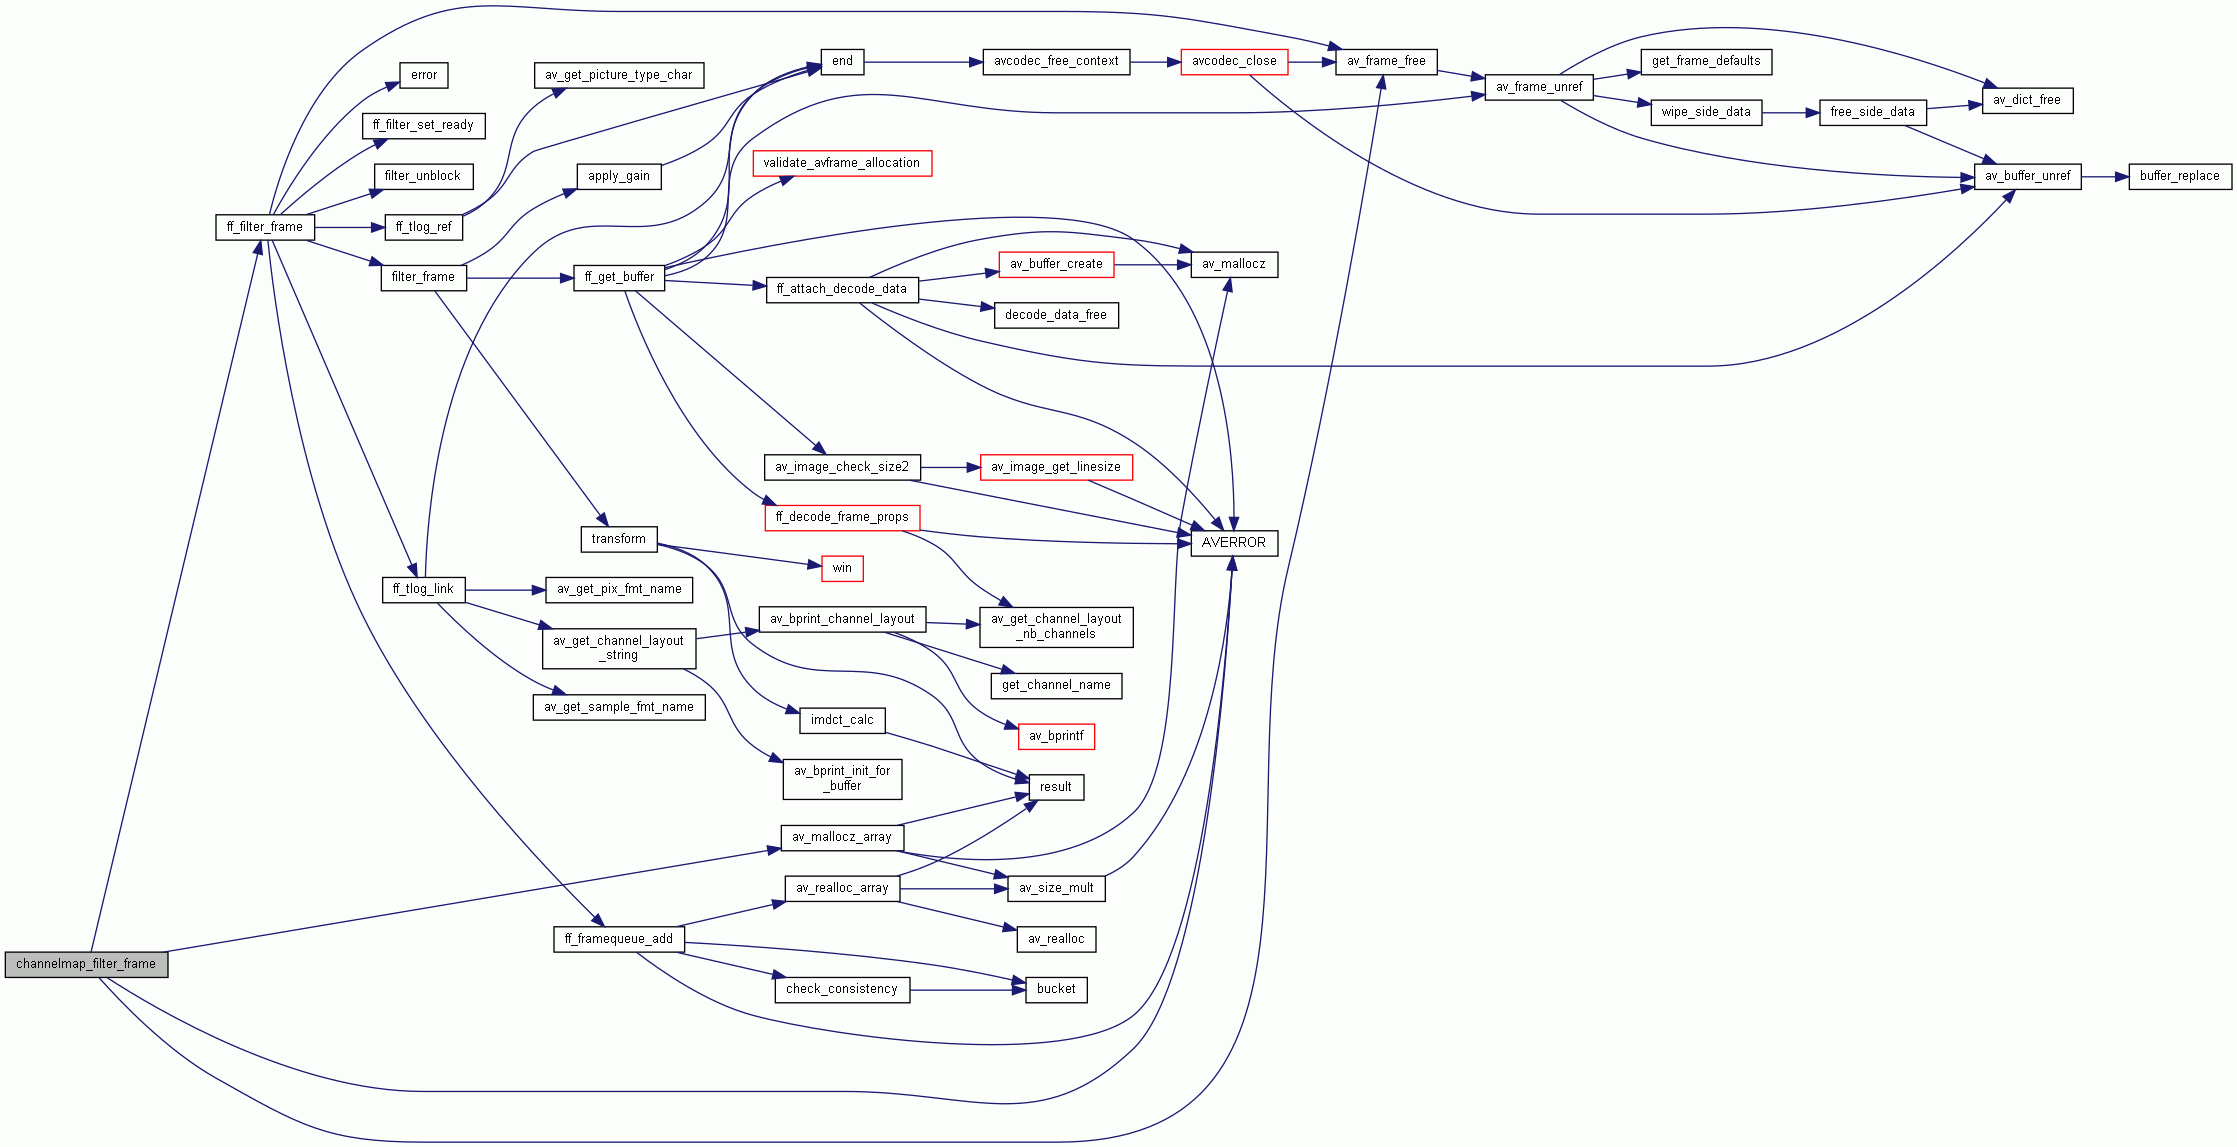 end
avcodec_free_context
avcodec_close
av_frame_free
get_frame_defaults
error
av_get_picture_type_char
av_frame_unref
av_dict_free
wipe_side_data
free_side_data
ff_filter_set_ready
validate_avframe_allocation
filter_unblock
apply_gain
av_buffer_unref
buffer_replace
ff_filter_frame
ff_tlog_ref
filter_frame
ff_get_buffer
av_buffer_create
av_mallocz
ff_attach_decode_data
decode_data_free
av_image_check_size2
av_image_get_linesize
ff_decode_frame_props
transform
AVERROR
win
ff_tlog_link
av_get_pix_fmt_name
av_bprint_channel_layout
av_get_channel_layout
_nb_channels
av_get_channel_layout
_string
get_channel_name
av_get_sample_fmt_name
imdct_calc
av_bprintf
av_bprint_init_for
_buffer
result
av_mallocz_array
av_realloc_array
av_size_mult
ff_framequeue_add
av_realloc
channelmap_filter_frame
check_consistency
bucket